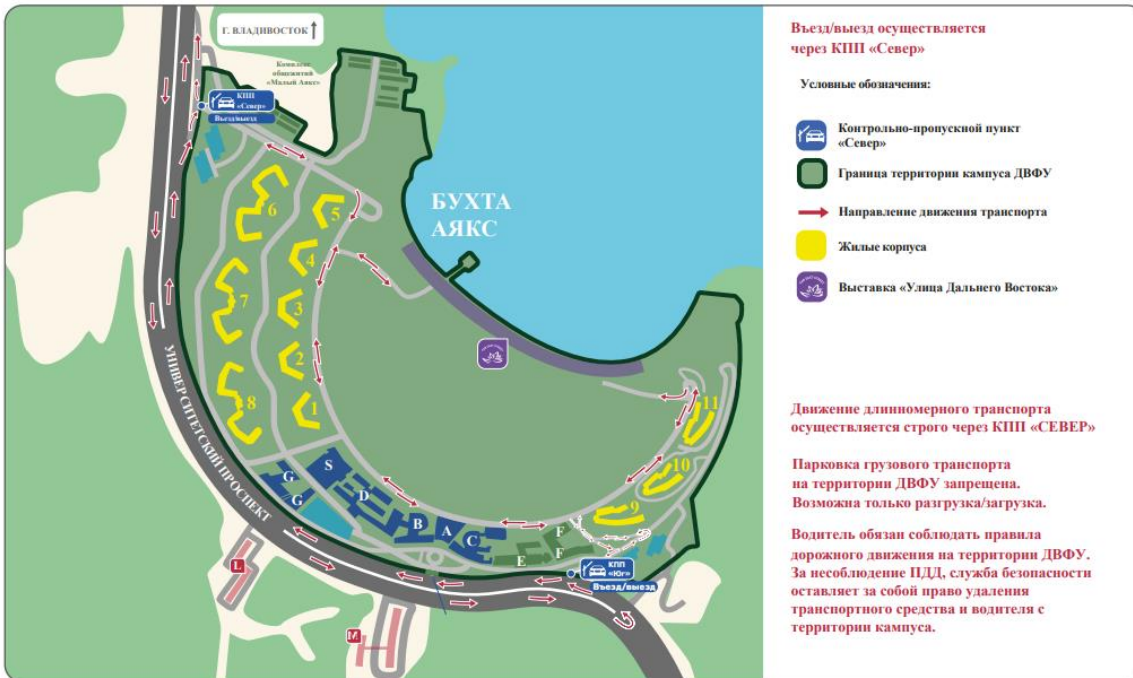 Г. ВЛАДИВОСТОК
Комплекс
общежитий
«Малый Аякс»
КПП
«Север»
Въезд/выезд
БУХТА
АЯКС
6
5
4
7
3
2
8
1
11
10
9
УНИВЕРСИТЕТСКИЙ ПРОСПЕКТ
S
G
G
D
B
A
C
F
F
E
КПП
«Юг»
Въезд/выезд
L
M
Въезд/выезд осуществляется
через КПП «Север»
Условные обозначения:
Контрольно-пропускной пункт
«Север»
Граница территории кампуса ДВФУ
Направление движения транспорта
Жилые корпуса
Выставка «Улица Дальнего Востока»
Движение длинномерного транспорта
осуществляется строго через КПП «СЕВЕР»
Парковка грузового транспорта
на территории ДВФУ запрещена.
Возможна только разгрузка/загрузка.
Водитель обязан соблюдать правила
дорожного движения на территории ДВФУ.
За несоблюдение ПДД, служба безопасности
оставляет за собой право удаления
транспортного средства и водителя с
территории кампуса.